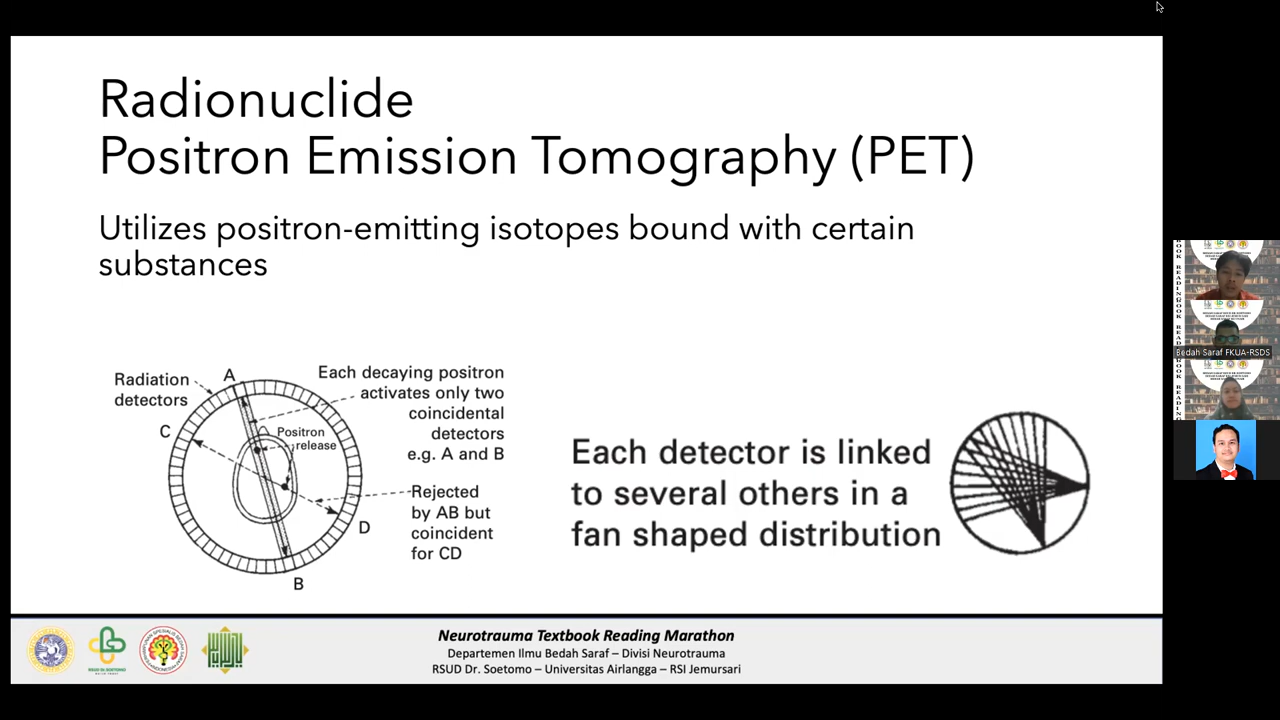 Radionuclide
Positron Emission Tomography (PET)
Utilizes positron-emitting isotopes bound with certain
substances
Radiation
detectors
A
C
Each decaying positron
activates only two
coincidental
detectors
e.g. A and B
Positron
release
Rejected
by AB but
coincident
for CD
D
B
Each detector is linked
to several others in a
fan shaped distribution
Neurotrauma Textbook Reading Marathon
Departemen Ilmu Bedah Saraf – Divisi Neurotrauma
RSUD Dr. Soetomo – Universitas Airlangga – RSI Jemursari
RSUD Dr. SOETOMO
Bedah Saraf FKUA-RSDS